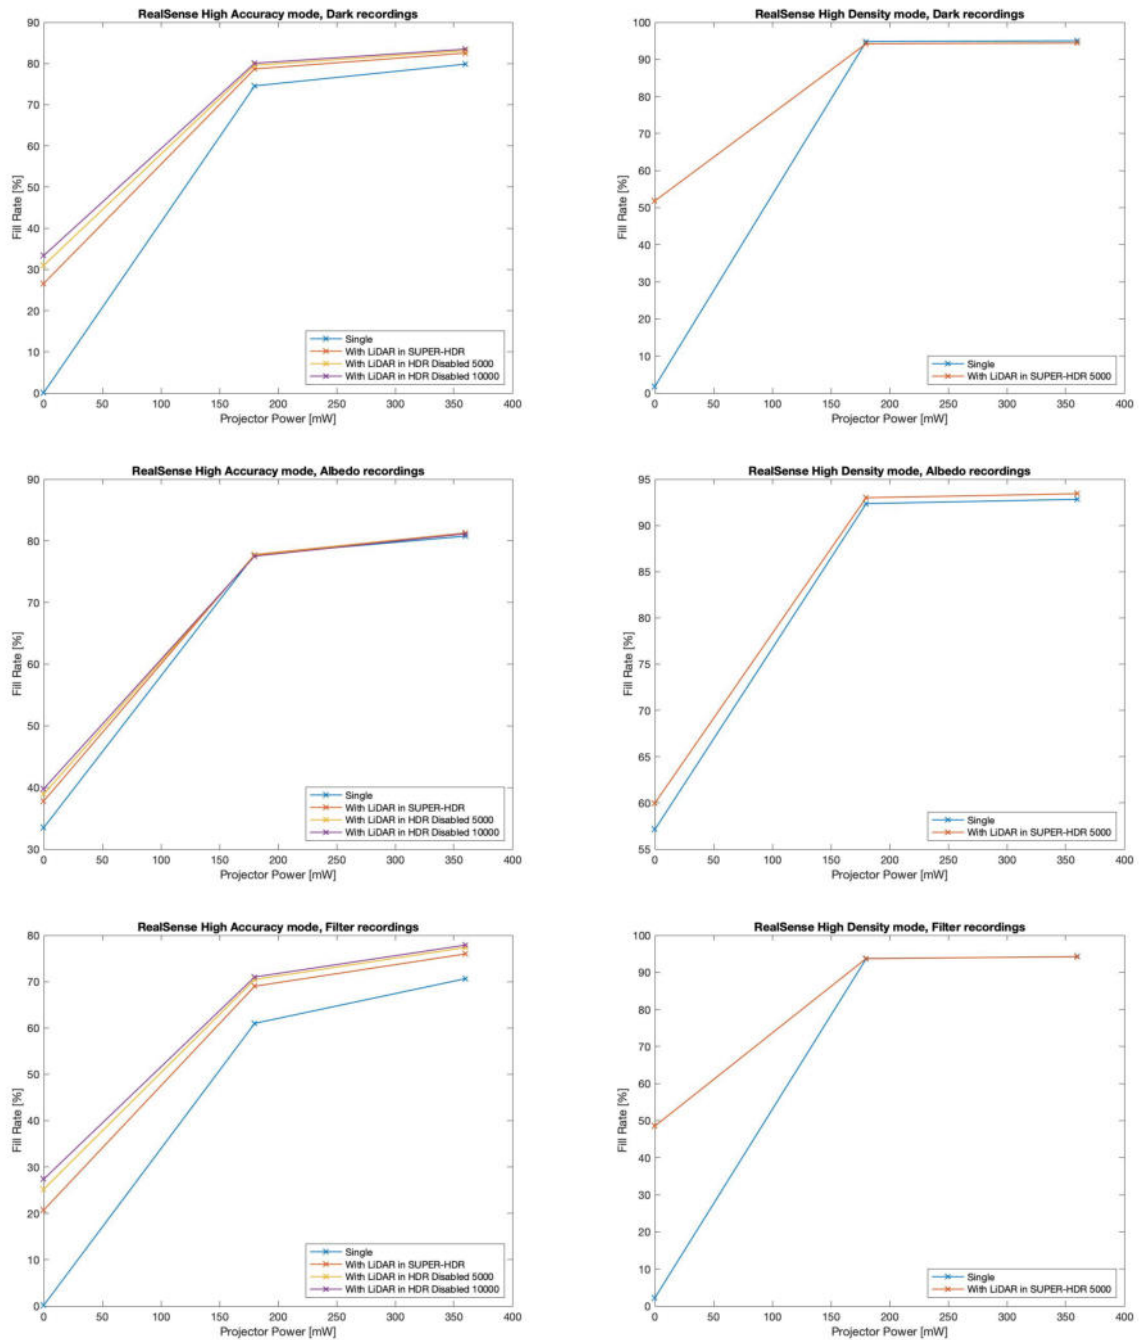 RealSense High Accuracy mode, Dark recordings
90
80
70
60
50
40
30
20
10
0
Fill Rate [%]
Single
With LiDAR in SUPER-HDR
With LiDAR in HDR Disabled 5000
With LiDAR in HDR Disabled 10000
0 50 100 150 200 250 300 350 400
Projector Power [mW]
RealSense High Density mode, Dark recordings
100
90
80
70
60
50
40
30
20
10
0
Fill Rate [%]
Single
With LiDAR in SUPER-HDR 5000
0 50 100 150 200 250 300 350 400
Projector Power [mW]
RealSense High Accuracy mode, Albedo recordings
90
80
70
60
50
40
30
Fill Rate [%]
Single
With LiDAR in SUPER-HDR
With LiDAR in HDR Disabled 5000
With LiDAR in HDR Disabled 10000
0 50 100 150 200 250 300 350 400
Projector Power [mW]
RealSense High Density mode, Albedo recordings
95
90
85
80
75
70
65
60
55
Fill Rate [%]
Single
With LiDAR in SUPER-HDR 5000
0 50 100 150 200 250 300 350 400
Projector Power [mW]
RealSense High Accuracy mode, Filter recordings
80
70
60
50
40
30
20
10
0
Fill Rate [%]
Single
With LiDAR in SUPER-HDR
With LiDAR in HDR Disabled 5000
With LiDAR in HDR Disabled 10000
0 50 100 150 200 250 300 350 400
Projector Power [mW]
RealSense High Density mode, Filter recordings
100
90
80
70
60
50
40
30
20
10
0
Fill Rate [%]
Single
With LiDAR in SUPER-HDR 5000
0 50 100 150 200 250 300 350 400
Projector Power [mW]